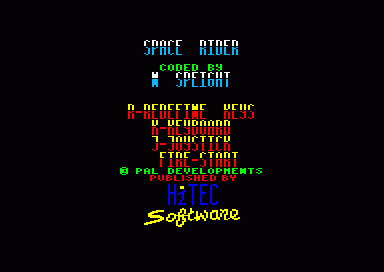 SPACE RIDER
CODED BY
SPEIGHT
R-REDEFINE KEYS
K-KEYBOARD
J-JOYSTICK
FIRE-START
© PAL DEVELOPMENTS
PUBLISHED BY
HiTEC
Software